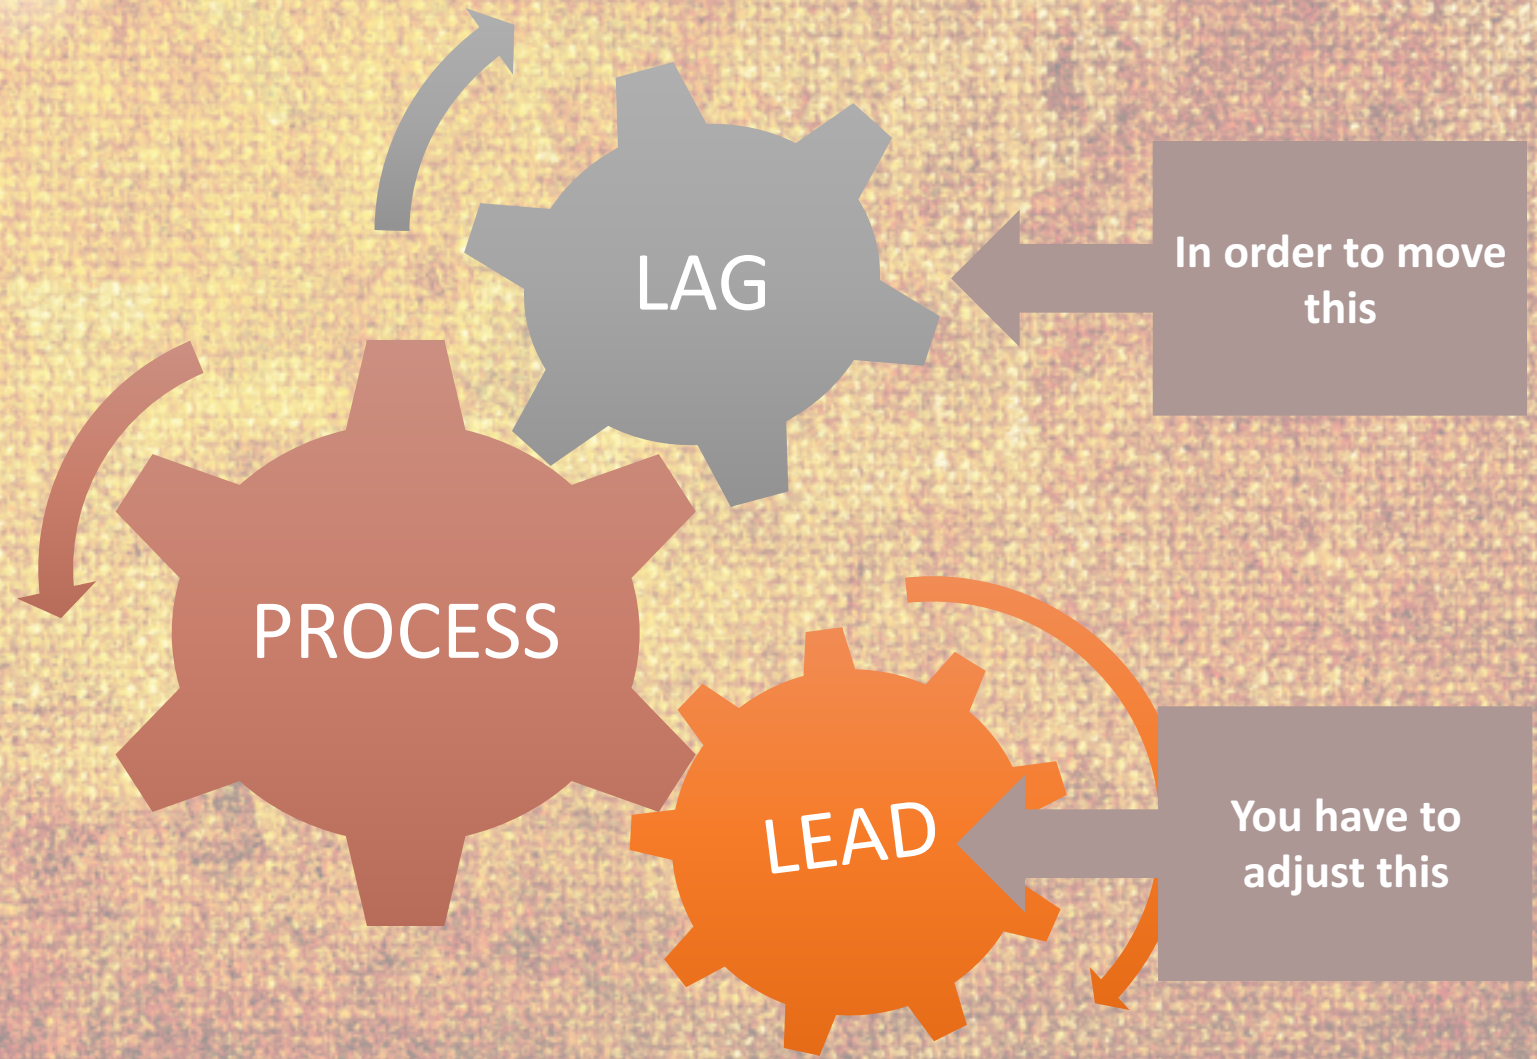 LAG
In order to move
this
PROCESS
LEAD
You have to
adjust this